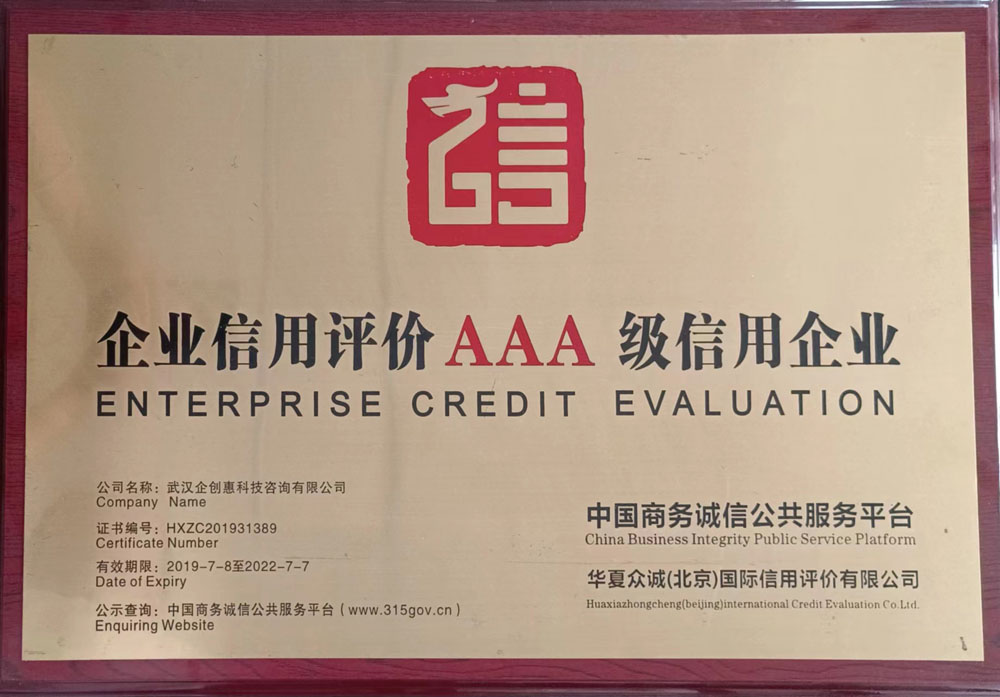 信
企业信用评价AAA级信用企业
ENTERPRISE CREDIT EVALUATION
公司名称：武汉企创惠科技咨询有限公司
Company Name
证书编号：HXZC201931389
Certificate Number
有效期限：2019-7-8至2022-7-7
Date of Expiry
公示查询：中国商务诚信公共服务平台（www.315gov.cn）
Enquiring Website
中国商务诚信公共服务平台
China Business Integrity Public Service Platform
华夏众诚(北京)国际信用评价有限公司
Huaxiazhongcheng(beijing)international Credit Evaluation Co.Ltd.